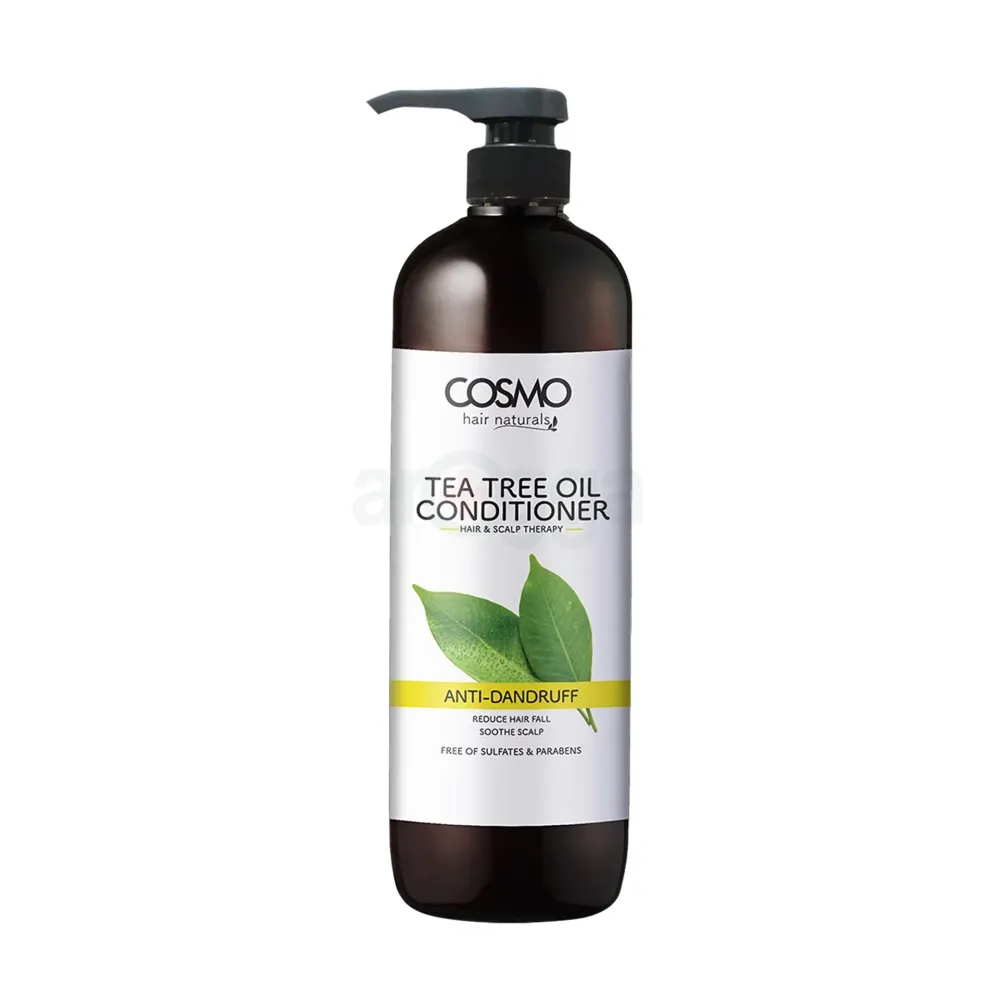 COSMO
hair naturals
TEA TREE OIL
CONDITIONER
HAIR & SCALP THERAPY
ANTI-DANDRUFF
REDUCE HAIR FALL
SOOTHE SCALP
FREE OF SULFATES & PARABENS